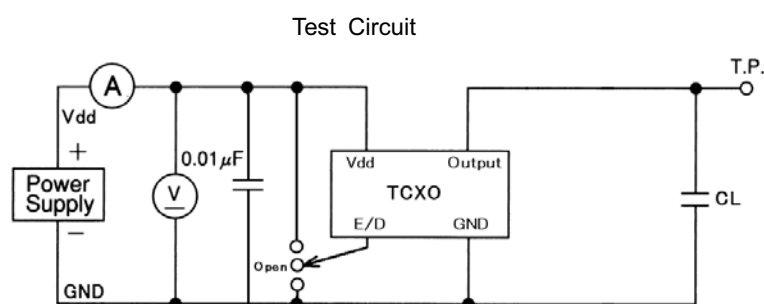 Test Circuit
T.P.
A
Vdd
+
Power
Supply
−
GND
V
0.01μF
Open
Vdd
Output
TCXO
E/D
GND
CL